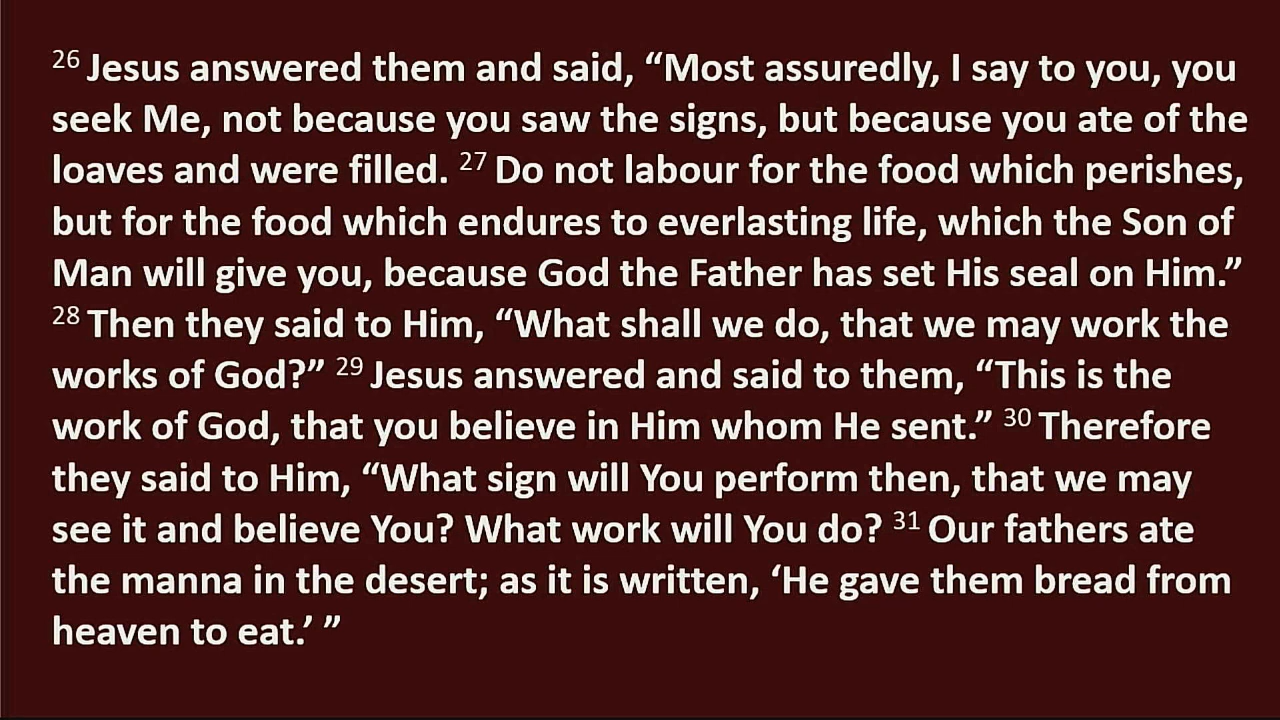 26 Jesus answered them and said, “Most assuredly, I say to you, you
seek Me, not because you saw the signs, but because you ate of the
loaves and were filled. 27 Do not labour for the food which perishes,
but for the food which endures to everlasting life, which the Son of
Man will give you, because God the Father has set His seal on Him.”
28 Then they said to Him, “What shall we do, that we may work the
works of God?” 29 Jesus answered and said to them, “This is the
work of God, that you believe in Him whom He sent.” 30 Therefore
they said to Him, “What sign will You perform then, that we may
see it and believe You? What work will You do? 31 Our fathers ate
the manna in the desert; as it is written, ‘He gave them bread from
heaven to eat.’ ”